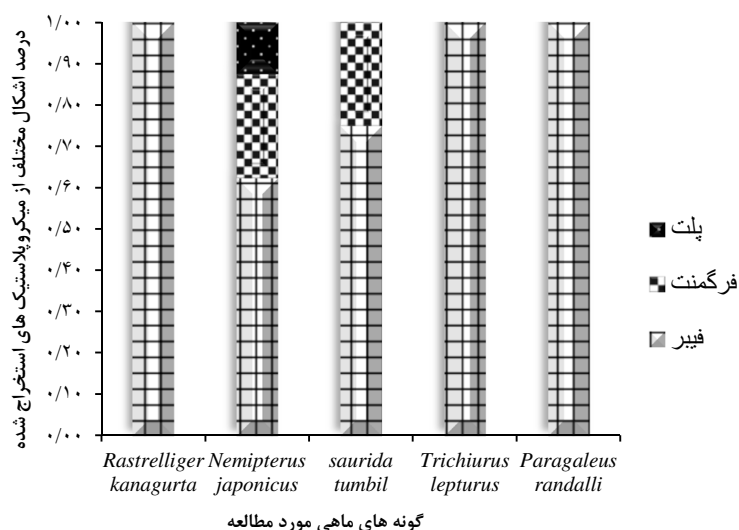 درصد اشکال مختلف از میکروپلاستیک های استخراج شده
۱/۰۰
۰/۹۰
۰/۸۰
۰/۷۰
۰/۶۰
۰/۵۰
۰/۴۰
۰/۳۰
۰/۲۰
۰/۱۰
۰/۰۰
پلت
فرگمنت
فیبر
Rastrelliger Nemipterus saurida Trichiurus Paragaleus
kanagurta japonicus tumbil lepturus randalli
گونه های ماهی مورد مطالعه